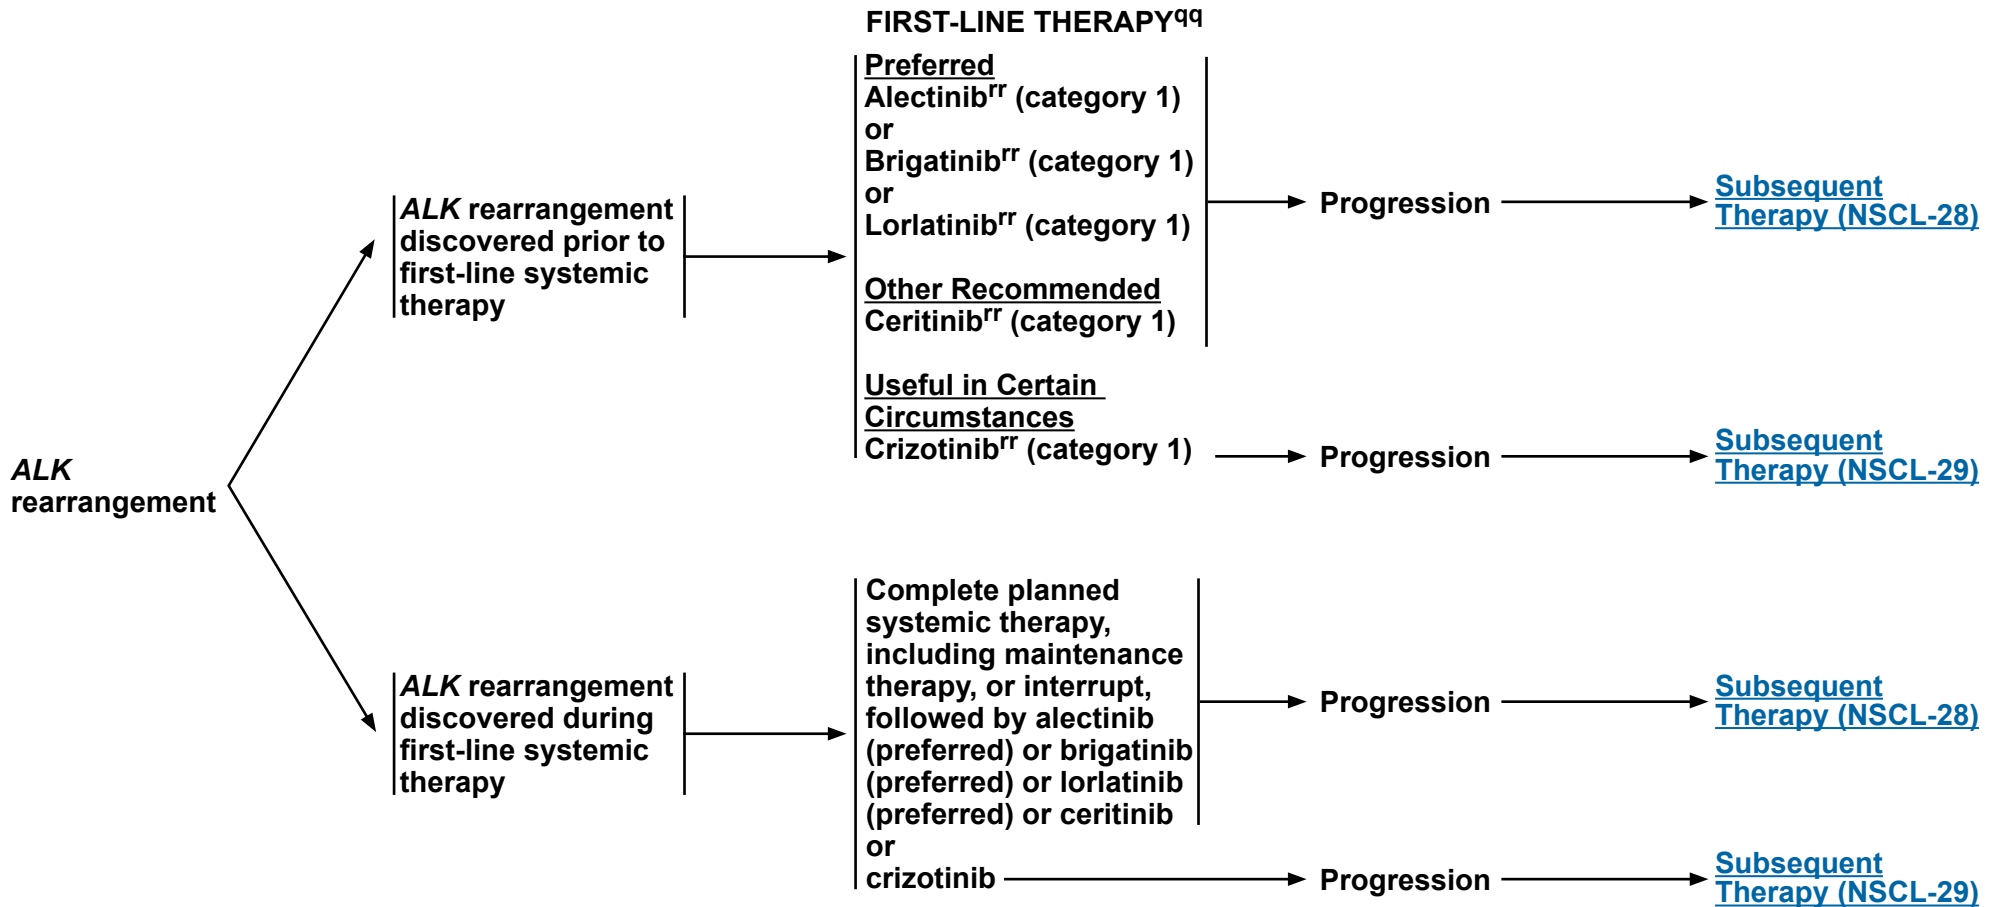 FIRST-LINE THERAPYqq
Preferred
Alectinibrr (category 1)
or
Brigatinibrr (category 1)
or
Lorlatinibrr (category 1)
Other Recommended
Ceritinibrr (category 1)
Useful in Certain
Circumstances
Crizotinibrr (category 1)
ALK rearrangement
discovered prior to
first-line systemic
therapy
Progression
Subsequent
Therapy (NSCL-28)
Progression
Subsequent
Therapy (NSCL-29)
ALK
rearrangement
ALK rearrangement
discovered during
first-line systemic
therapy
Complete planned
systemic therapy,
including maintenance
therapy, or interrupt,
followed by alectinib
(preferred) or brigatinib
(preferred) or lorlatinib
(preferred) or ceritinib
or
crizotinib
Progression
Subsequent
Therapy (NSCL-28)
Progression
Subsequent
Therapy (NSCL-29)